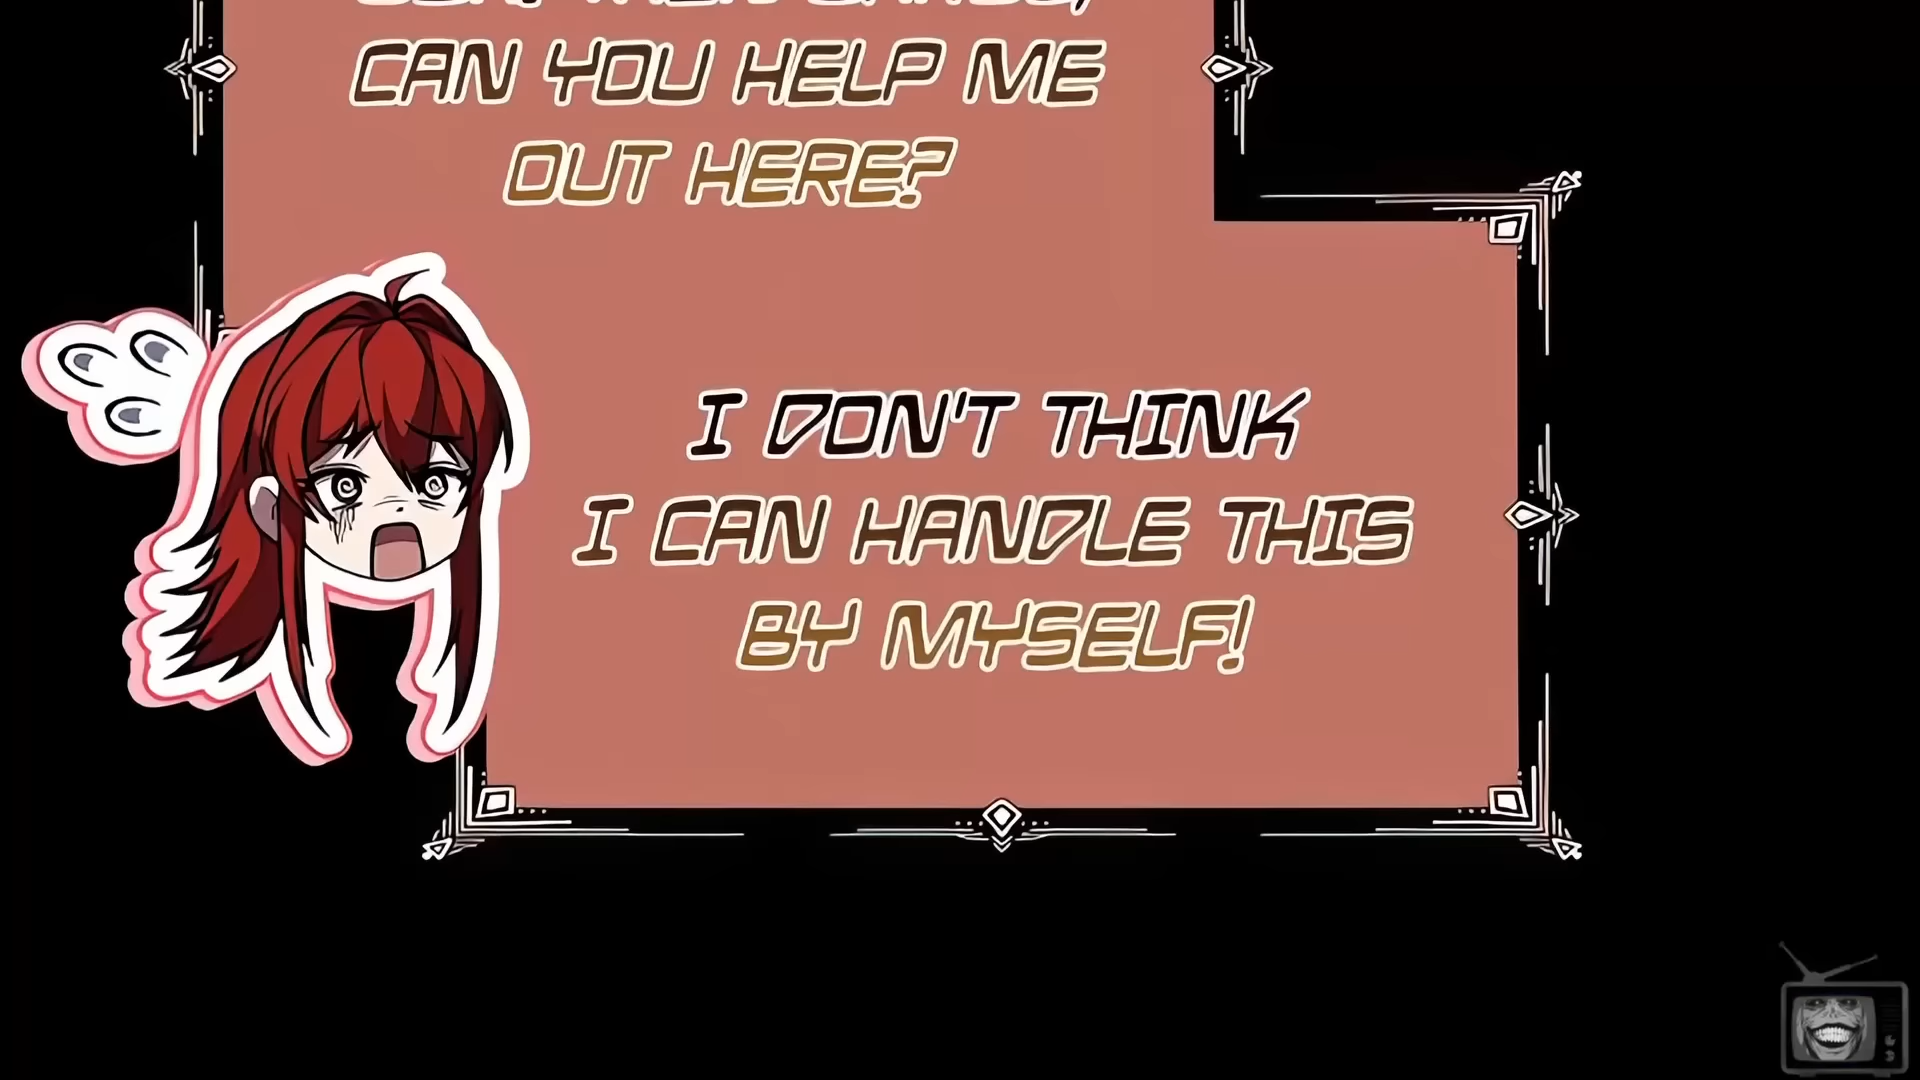 CAN YOU HELP ME
OUT HERE?
I DON'T THINK
I CAN HANDLE THIS
BY MYSELF!